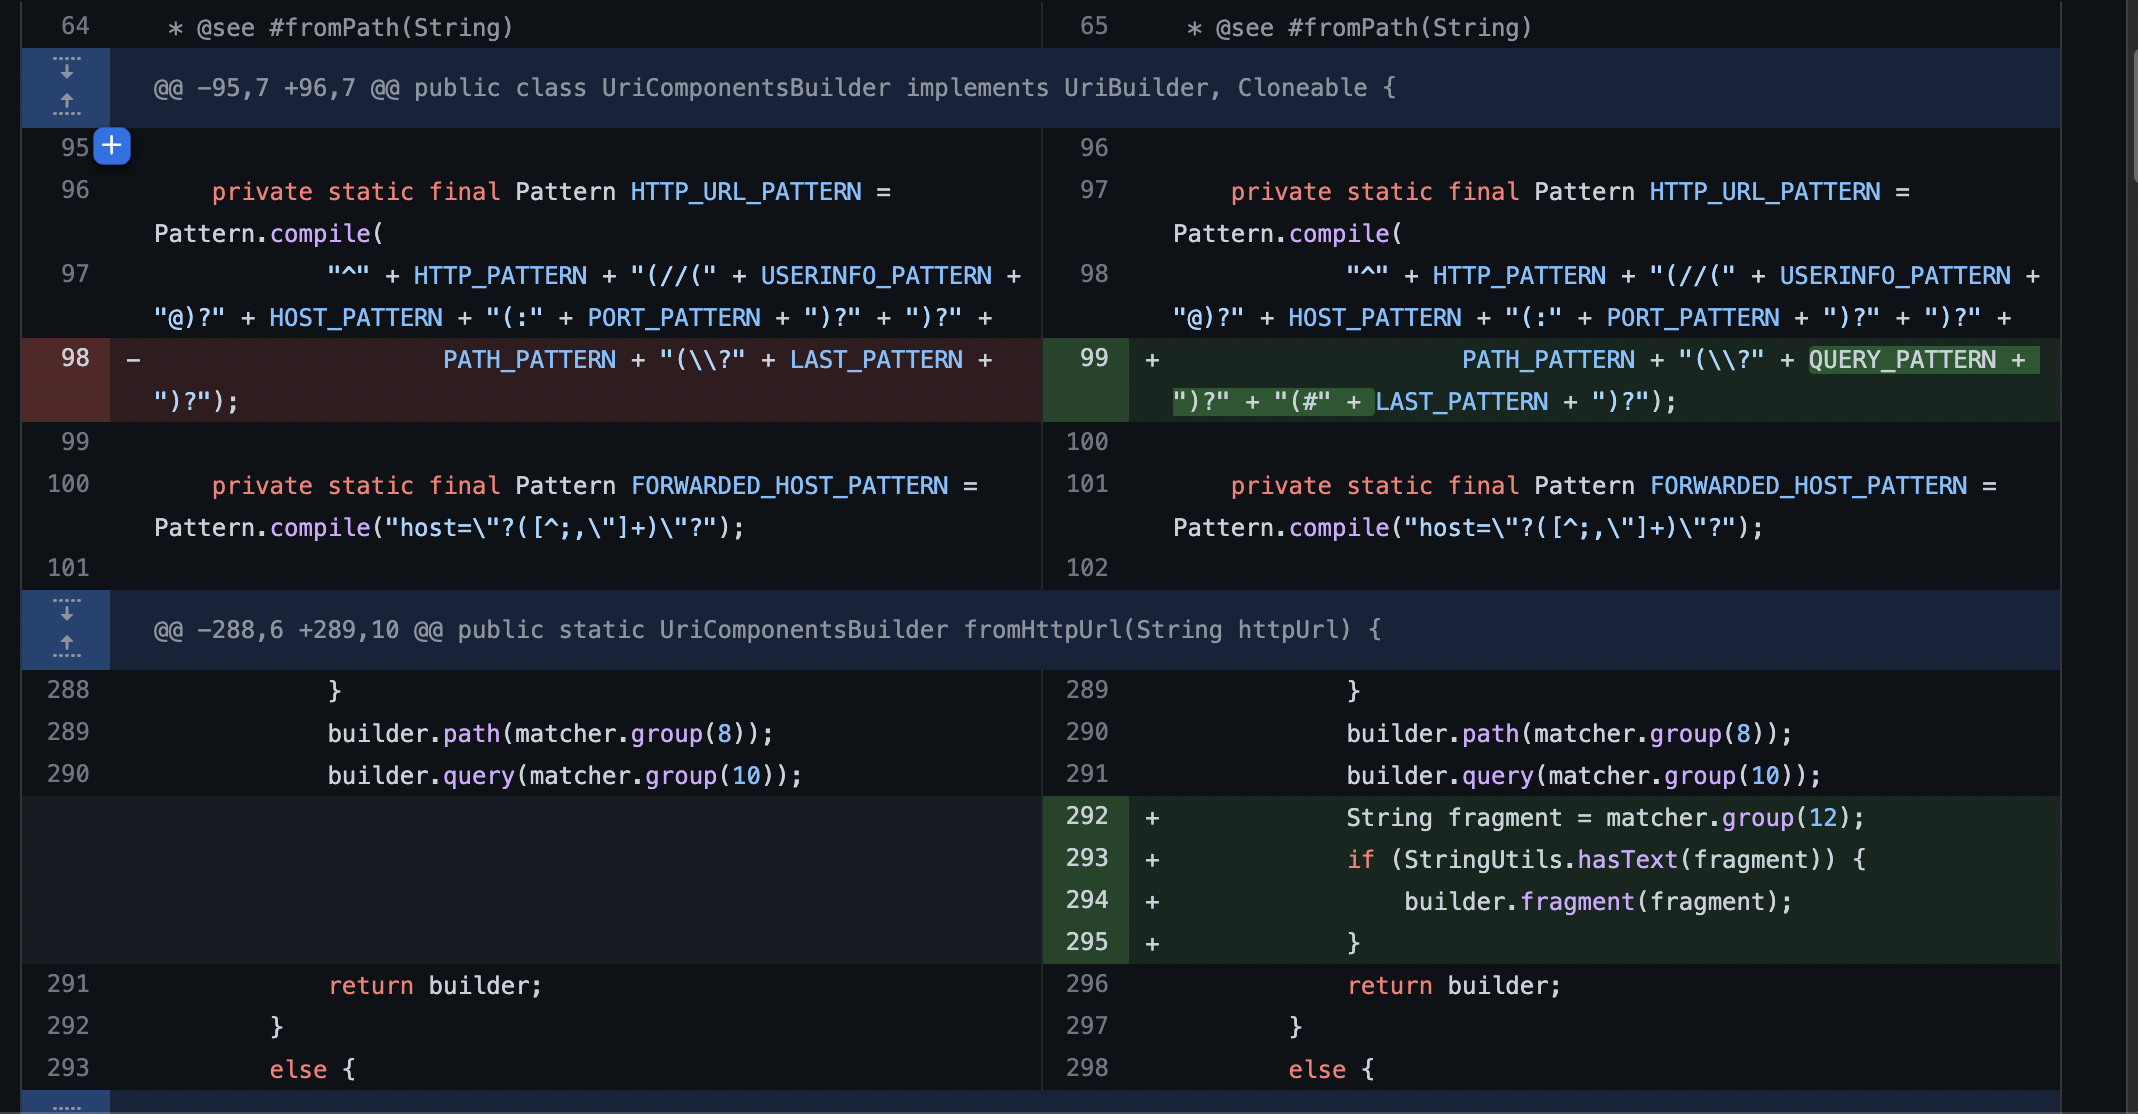 64 * @see #fromPath(String) 65 * @see #fromPath(String)
@@ -95,7 +96,7 @@ public class UriComponentsBuilder implements UriBuilder, Cloneable {
95 + 96
96 private static final Pattern HTTP_URL_PATTERN = 97 private static final Pattern HTTP_URL_PATTERN =
Pattern.compile( Pattern.compile(
97 "^" + HTTP_PATTERN + "(//(" + USERINFO_PATTERN + 98 "^" + HTTP_PATTERN + "(//(" + USERINFO_PATTERN +
"@)?" + HOST_PATTERN + "(:" + PORT_PATTERN + ")?" + ")?" + "@)?" + HOST_PATTERN + "(:" + PORT_PATTERN + ")?" + ")?" +
98 - PATH_PATTERN + "(\\?" + LAST_PATTERN + 99 + PATH_PATTERN + "(\\?" + QUERY_PATTERN +
")?"); ")?" + "(#" + LAST_PATTERN + ")?");
99 100
100 private static final Pattern FORWARDED_HOST_PATTERN = 101 private static final Pattern FORWARDED_HOST_PATTERN =
Pattern.compile("host=\"?([^;,\"]+)\"?"); Pattern.compile("host=\"?([^;,\"]+)\"?");
101 102
@@ -288,6 +289,10 @@ public static UriComponentsBuilder fromHttpUrl(String httpUrl) {
288 } 289 }
289 builder.path(matcher.group(8)); 290 builder.path(matcher.group(8));
290 builder.query(matcher.group(10)); 291 builder.query(matcher.group(10));
292 + String fragment = matcher.group(12);
293 + if (StringUtils.hasText(fragment)) {
294 + builder.fragment(fragment);
295 + }
291 return builder; 296 return builder;
292 } 297 }
293 else { 298 else {